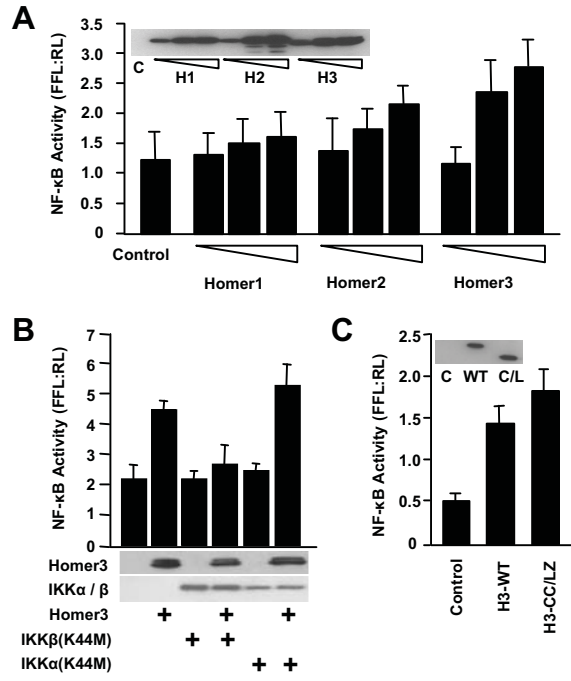 A
NF-κB Activity (FFL:RL)
3.5
3.0
2.5
2.0
1.5
1.0
0.5
0
C
H1
H2
H3
Control
Homer1
Homer2
Homer3
B
NF-κB Activity (FFL:RL)
7
6
5
4
3
2
1
0
Homer3
IKKα / β
Homer3 + + +
IKKβ(K44M) + +
IKKα(K44M) + +
C
NF-κB Activity (FFL:RL)
2.5
2.0
1.5
1.0
0.5
0
C WT C/L
Control
H3-WT
H3-CC/LZ